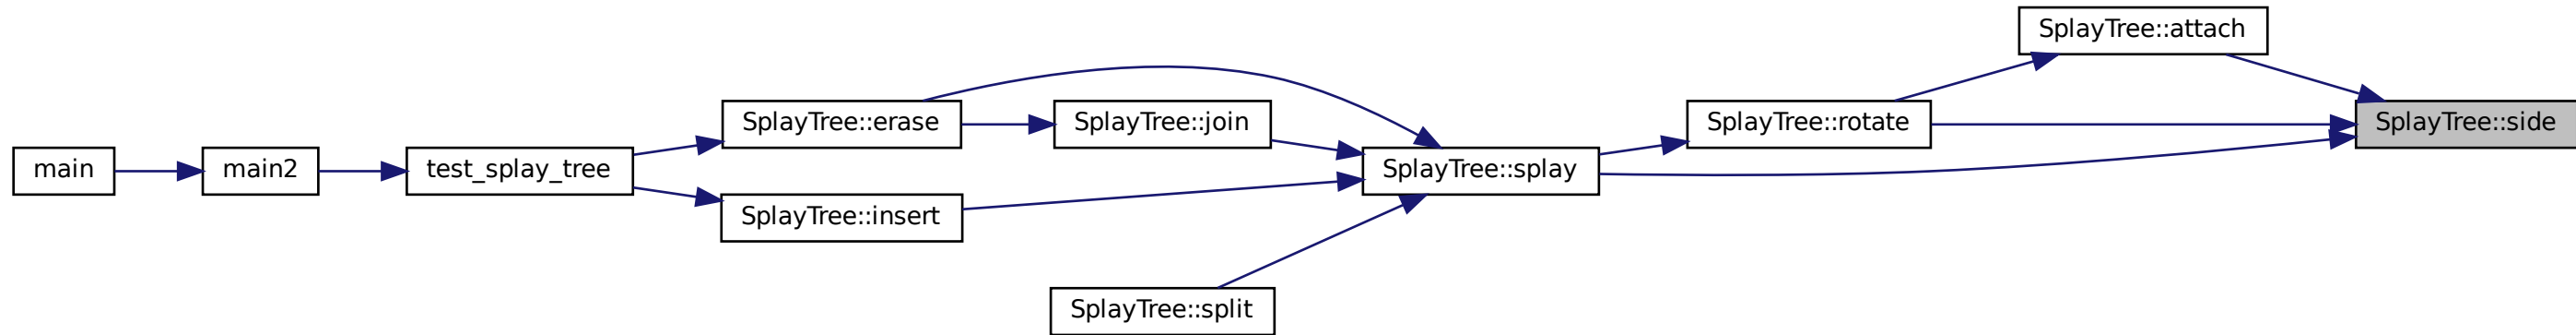 main
main2
test_splay_tree
SplayTree::erase
SplayTree::insert
SplayTree::join
SplayTree::split
SplayTree::splay
SplayTree::rotate
SplayTree::attach
SplayTree::side